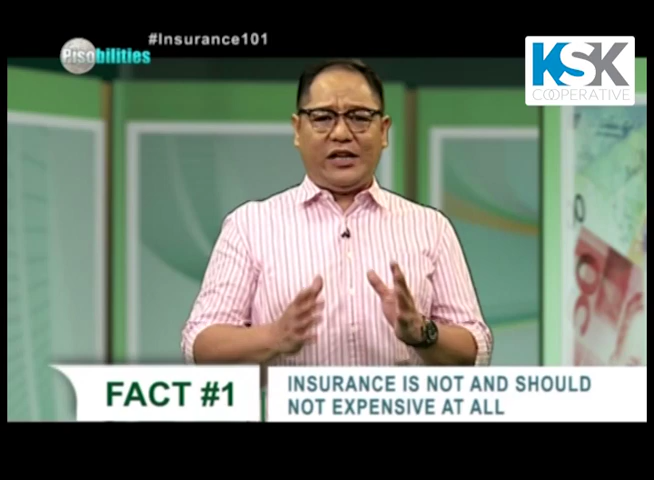 #Insurance101
Pisobilities
KSK
COOPERATIVE
FACT #1
INSURANCE IS NOT AND SHOULD
NOT EXPENSIVE AT ALL